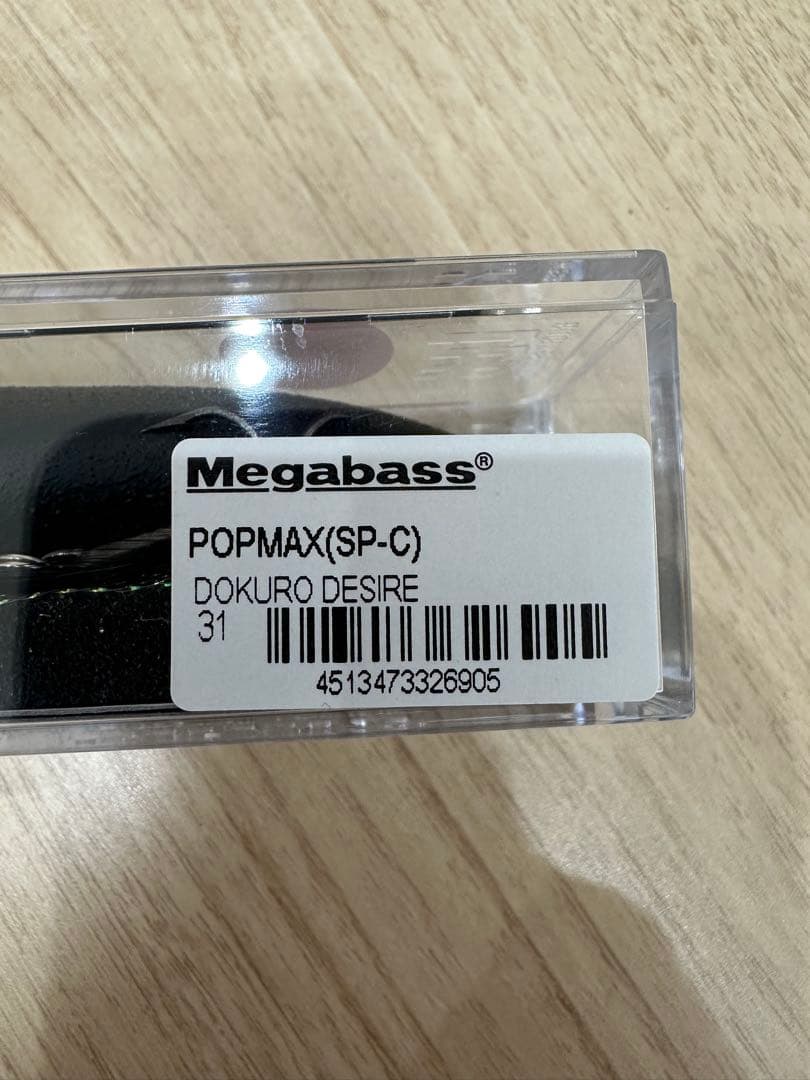 Megabass®
POPMAX(SP-C)
DOKURO DESIRE
31
4513473326905